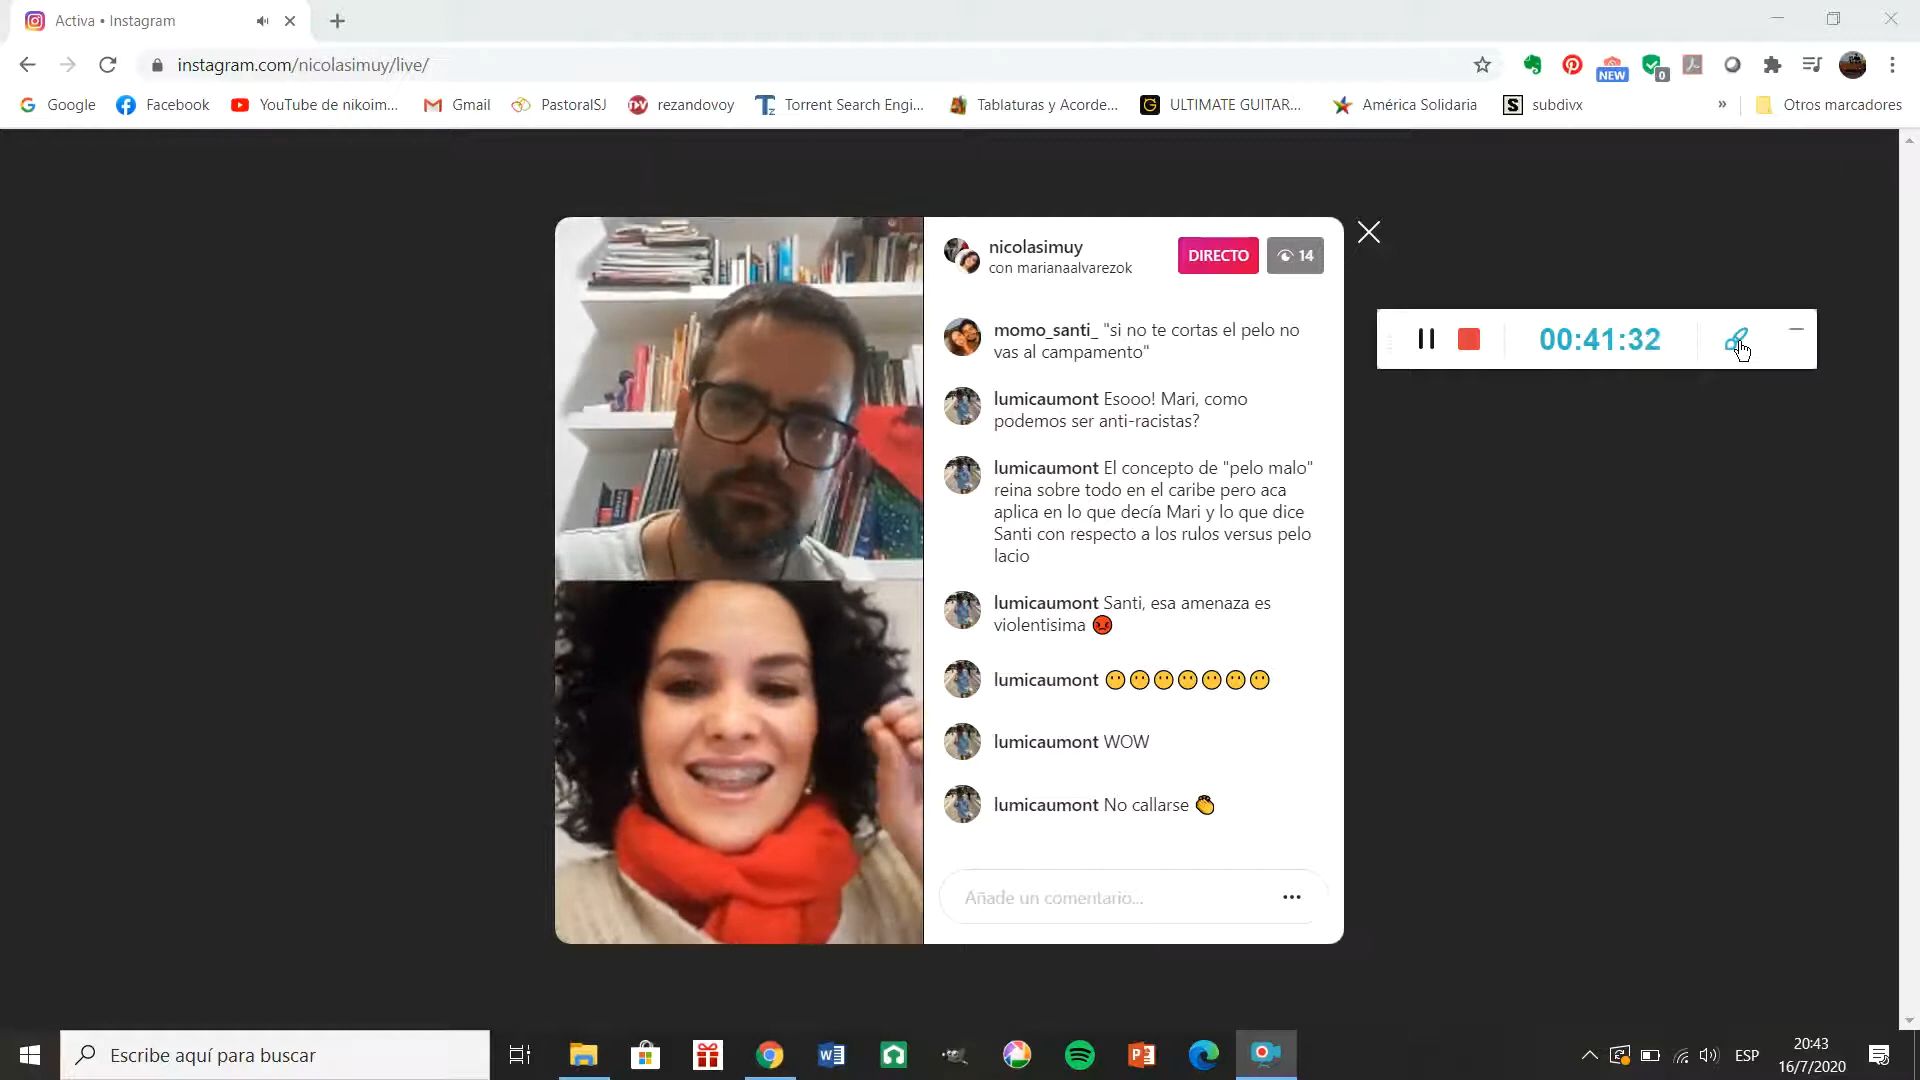 Activa • Instagram
instagram.com/nicolasimuy/live/
NEW
0
Google
Facebook
YouTube de nikoim...
Gmail
PastoralSJ
rezandovoy
Torrent Search Engi...
Tablaturas y Acorde...
ULTIMATE GUITAR...
América Solidaria
subdivx
»
Otros marcadores
nicolasimuy
con marianaalvarezok
DIRECTO
14
momo_santi_ "si no te cortas el pelo no
vas al campamento"
lumicaumont Esooo! Mari, como
podemos ser anti-racistas?
lumicaumont El concepto de "pelo malo"
reina sobre todo en el caribe pero aca
aplica en lo que decía Mari y lo que dice
Santi con respecto a los rulos versus pelo
lacio
lumicaumont Santi, esa amenaza es
violentisima 😡
lumicaumont 😶😶😶😶😶😶😶
lumicaumont WOW
lumicaumont No callarse 👏
Añade un comentario...
00:41:32
Escribe aquí para buscar
ESP
20:43
16/7/2020